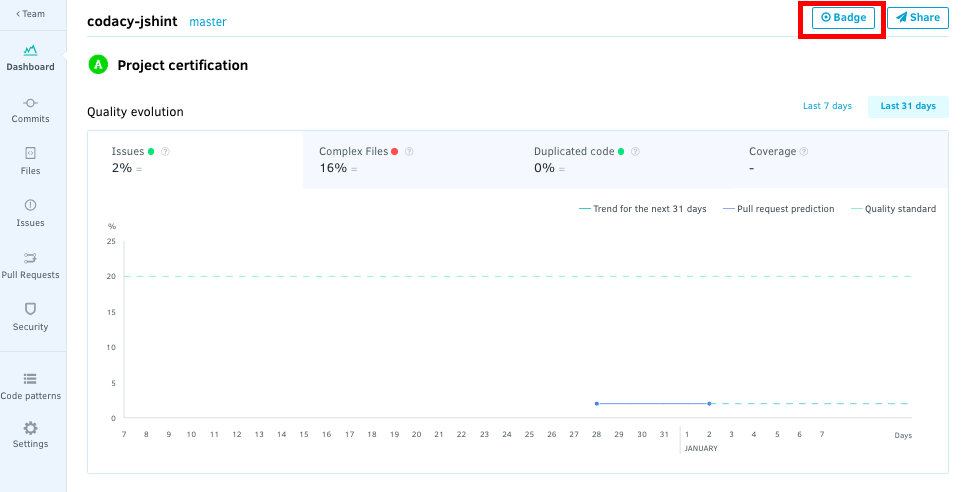 ‹ Team
Dashboard
Commits
Files
Issues
Pull Requests
Security
Code patterns
Settings
codacy-jshint master
Badge
Share
A Project certification
Quality evolution
Last 7 days
Last 31 days
Issues ?
2% =
Complex Files ?
16% =
Duplicated code ?
0% =
Coverage ?
-
Trend for the next 31 days
Pull request prediction
Quality standard
%
25
20
15
10
5
0
7 8 9 10 11 12 13 14 15 16 17 18 19 20 21 22 23 24 25 26 27 28 29 30 31 1 2 3 4 5 6 7 Days
JANUARY